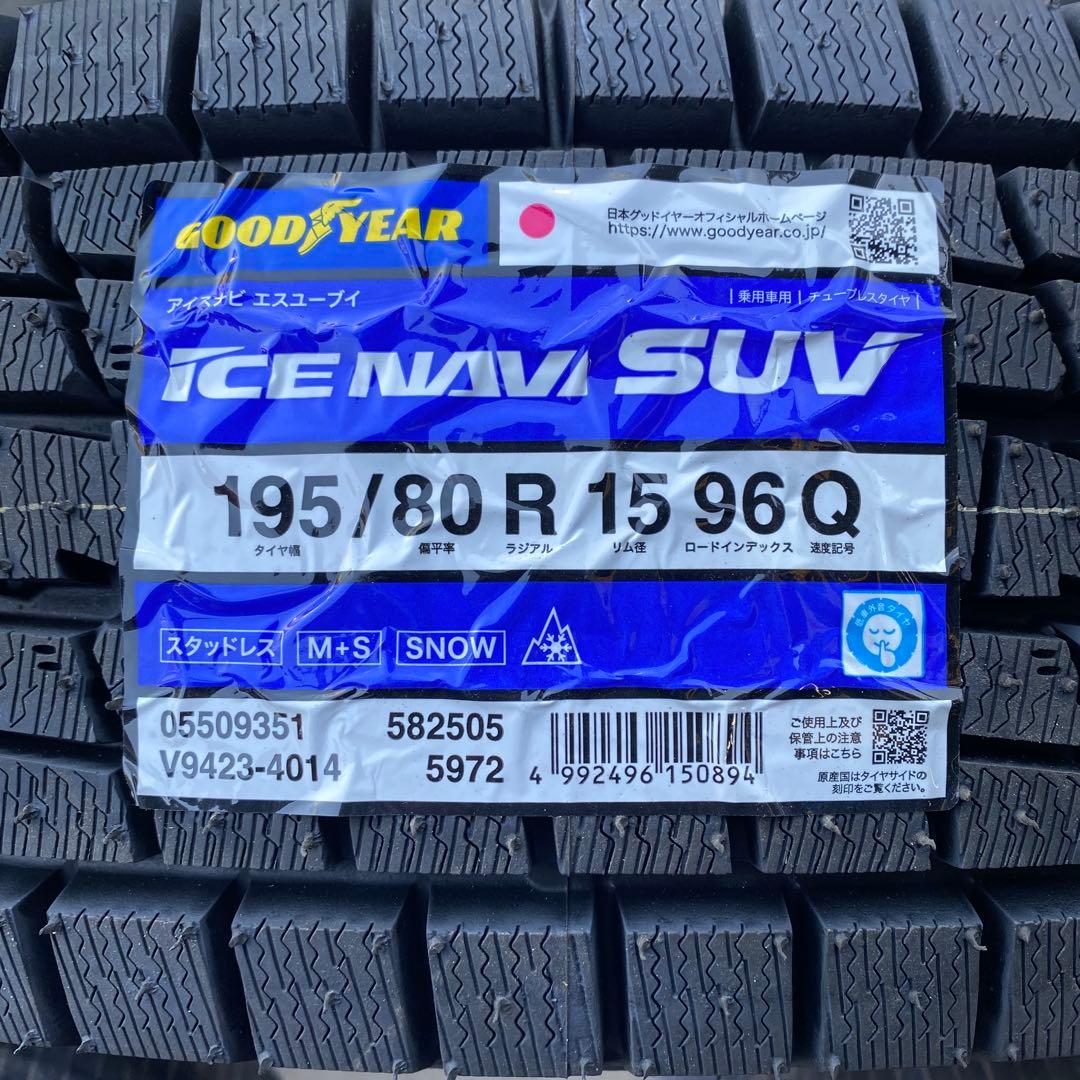 GOODYEAR
日本グッドイヤーオフィシャルホームページ
https://www.goodyear.co.jp/
アイスナビ エスユーブイ
| 乗用車用 | チューブレスタイヤ |
ICE NAVI SUV
195/80 R 15 96 Q
タイヤ幅 偏平率 ラジアル リム径 ロードインデックス 速度記号
スタッドレス M+S SNOW
低車外音タイヤ
05509351 582505
V9423-4014 5972
4 992496 150894
ご使用上及び
保管上の注意
事項はこちら
原産国はタイヤサイドの
刻印をご覧ください。